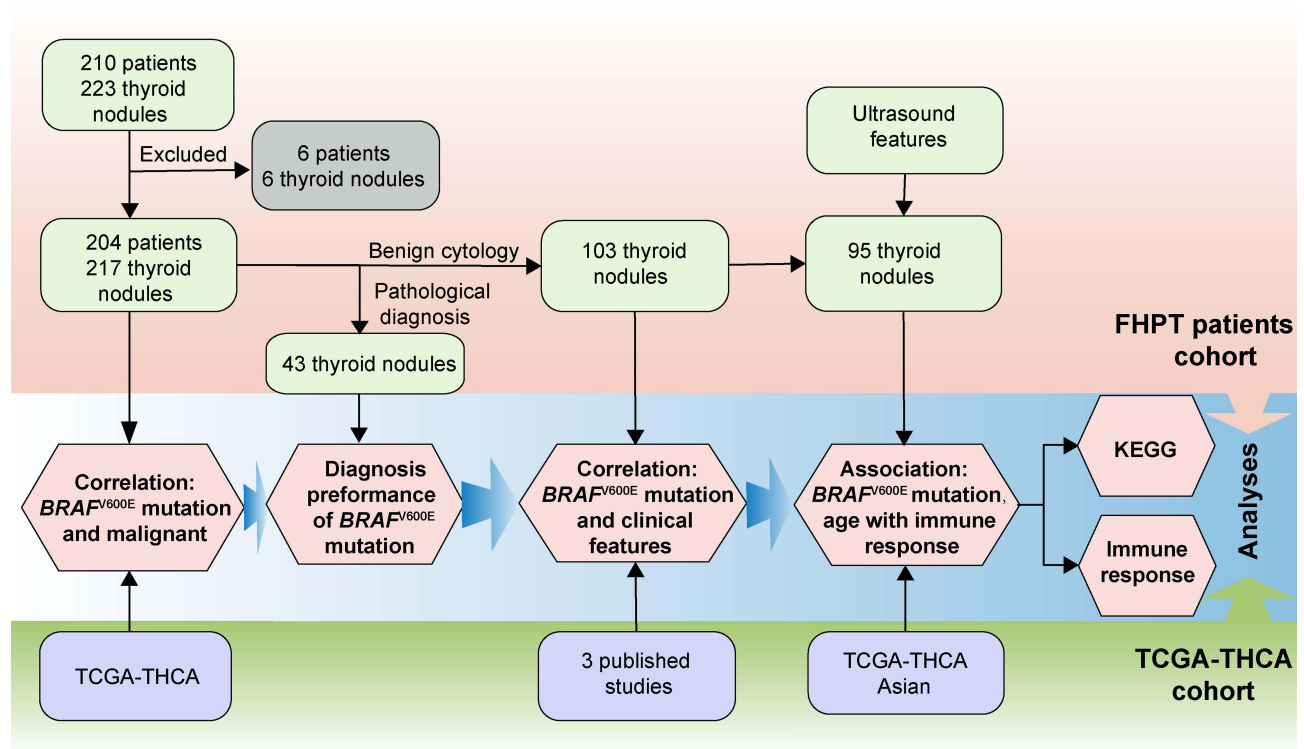 210 patients
223 thyroid
nodules
Excluded
6 patients
6 thyroid nodules
Ultrasound
features
204 patients
217 thyroid
nodules
Benign cytology
103 thyroid
nodules
95 thyroid
nodules
Pathological
diagnosis
43 thyroid nodules
FHPT patients
cohort
Correlation:
BRAFV600E mutation
and malignant
Diagnosis
preformance
of BRAFV600E
mutation
Correlation:
BRAFV600E mutation
and clinical
features
Association:
BRAFV600E mutation,
age with immune
response
KEGG
Immune
response
Analyses
TCGA-THCA
3 published
studies
TCGA-THCA
Asian
TCGA-THCA
cohort